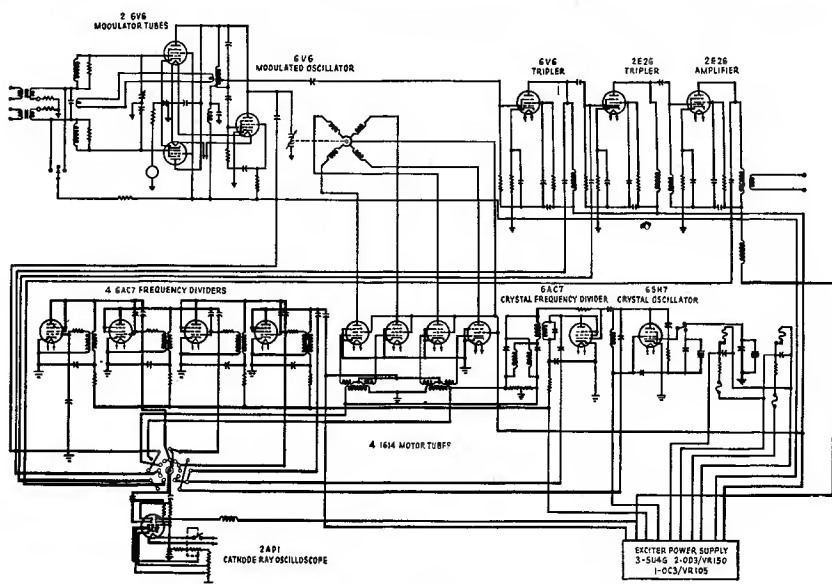 2 6V6
MODULATOR TUBES
6V6
MODULATED OSCILLATOR
6V6
TRIPLER
2E26
TRIPLER
2E26
AMPLIFIER
4 6AC7 FREQUENCY DIVIDERS
6AC7
CRYSTAL FREQUENCY DIVIDER
6SH7
CRYSTAL OSCILLATOR
4 1614 MOTOR TUBES
2AP1
CATHODE RAY OSCILLOSCOPE
EXCITER POWER SUPPLY
3-5U4G 2-OD3/VR150
1-OC3/VR105